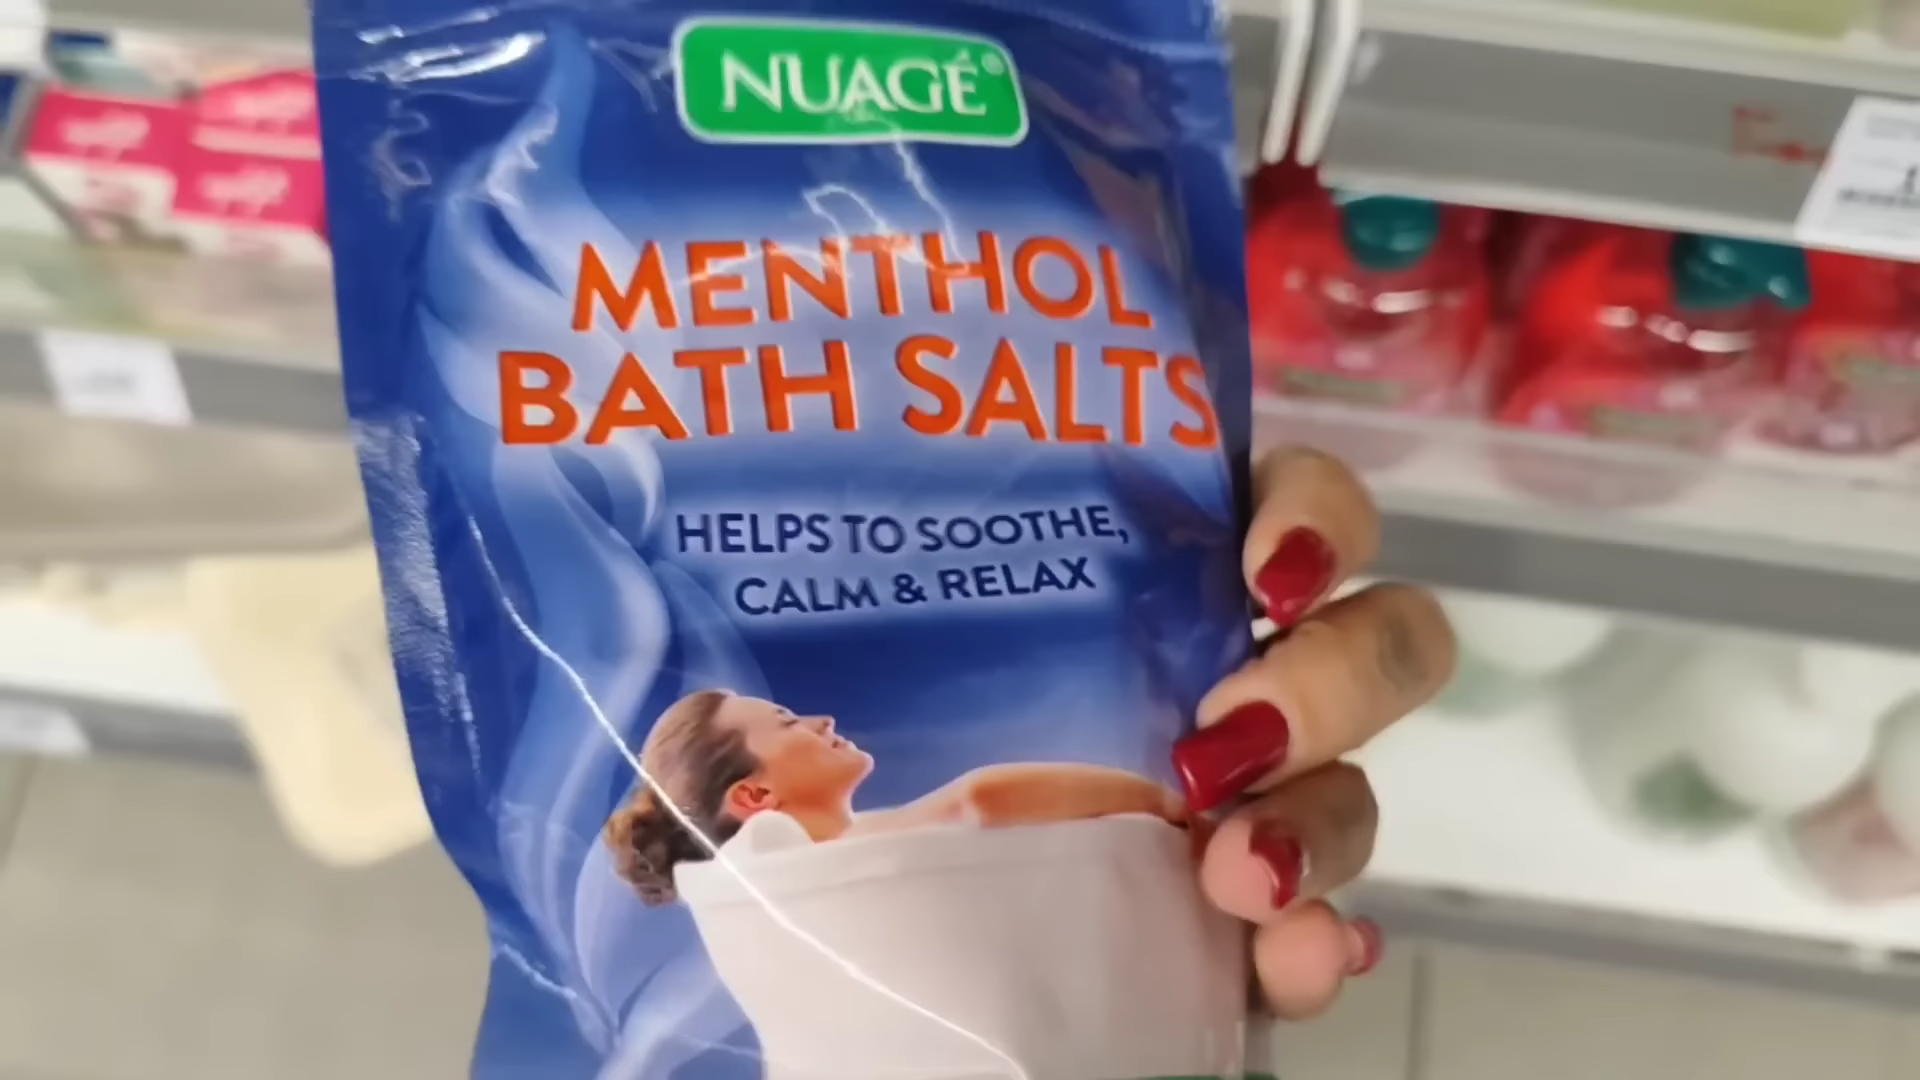 NUAGÉ®
MENTHOL
BATH SALTS
HELPS TO SOOTHE,
CALM & RELAX